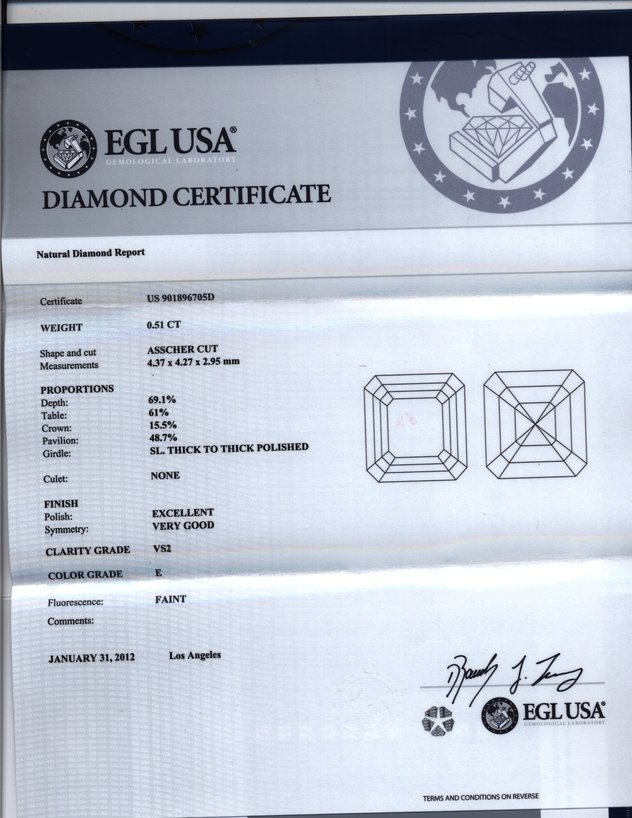 EGL USA®
GEMOLOGICAL LABORATORY
DIAMOND CERTIFICATE
Natural Diamond Report
Certificate US 901896705D
WEIGHT 0.51 CT
Shape and cut ASSCHER CUT
Measurements 4.37 x 4.27 x 2.95 mm
PROPORTIONS
Depth: 69.1%
Table: 61%
Crown: 15.5%
Pavilion: 48.7%
Girdle: SL. THICK TO THICK POLISHED
Culet: NONE
FINISH
Polish: EXCELLENT
Symmetry: VERY GOOD
CLARITY GRADE VS2
COLOR GRADE E
Fluorescence: FAINT
Comments:
JANUARY 31, 2012 Los Angeles
EGL USA®
GEMOLOGICAL LABORATORY
TERMS AND CONDITIONS ON REVERSE